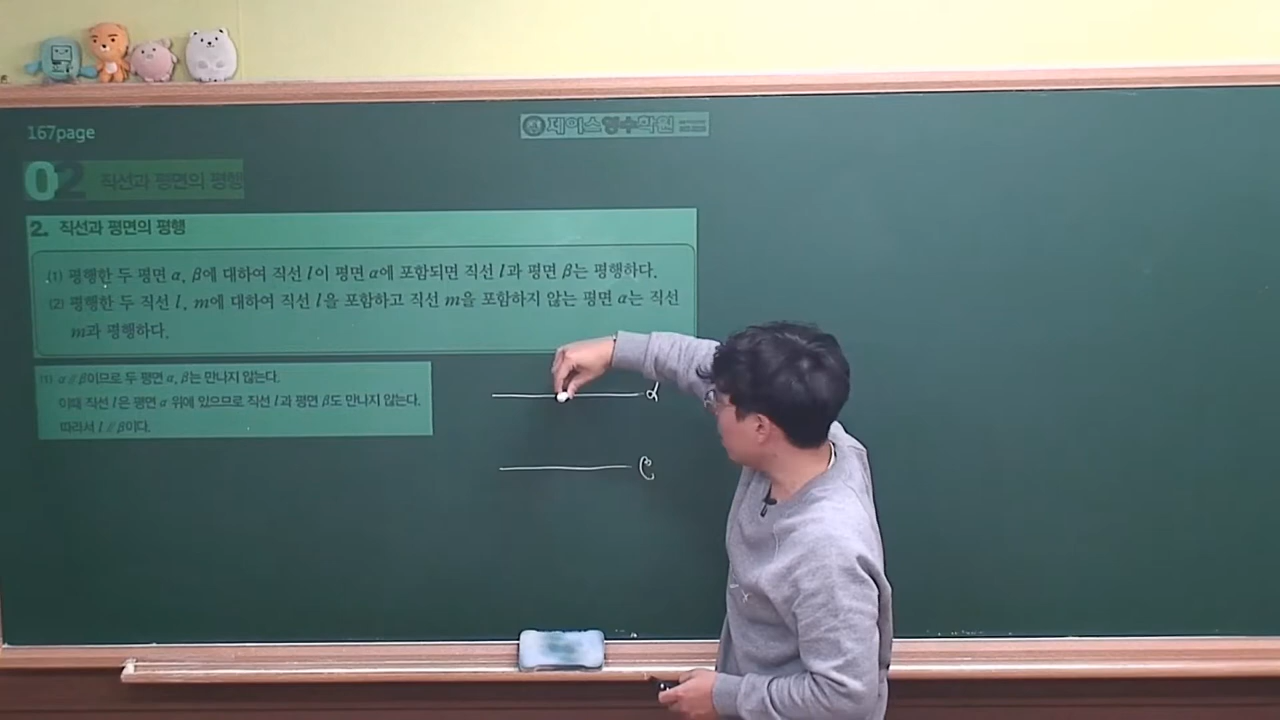 167page
제이스영수학원
02 직선과 평면의 평행
2. 직선과 평면의 평행
(1) 평행한 두 평면 α, β에 대하여 직선 l이 평면 α에 포함되면 직선 l과 평면 β는 평행하다.
(2) 평행한 두 직선 l, m에 대하여 직선 l을 포함하고 직선 m을 포함하지 않는 평면 α는 직선
m과 평행하다.
(1) α∥β이므로 두 평면 α, β는 만나지 않는다.
이때 직선 l은 평면 α 위에 있으므로 직선 l과 평면 β도 만나지 않는다.
따라서 l∥β이다.
α
β